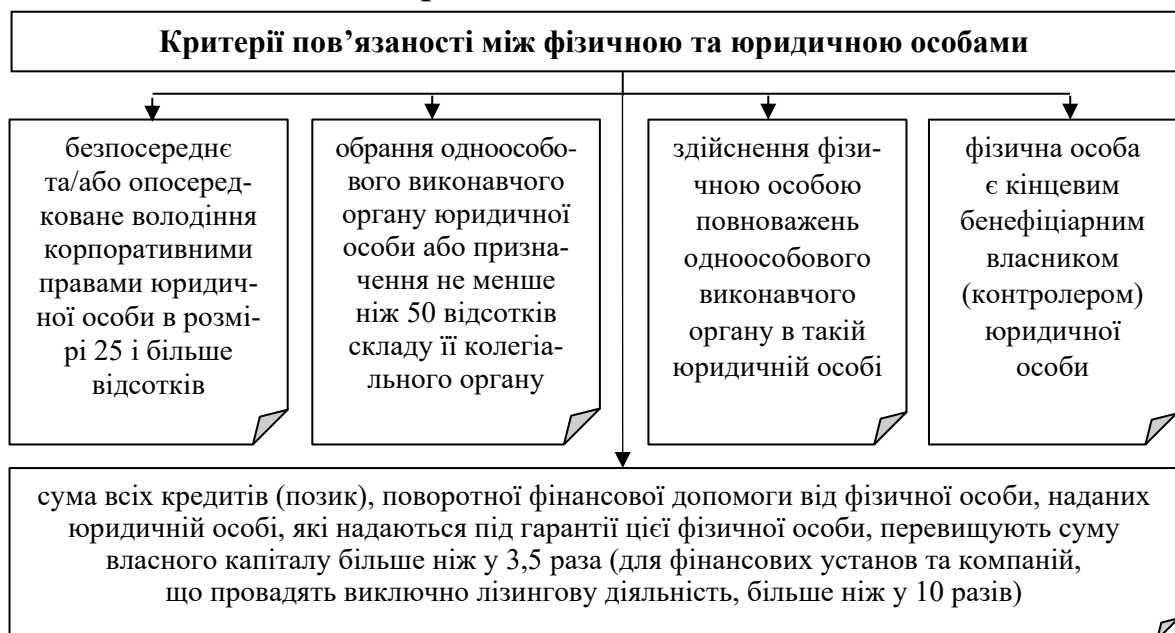 Критерії пов’язаності між фізичною та юридичною особами
безпосереднє
та/або опосеред-
коване володіння
корпоративними
правами юридич-
ної особи в розмі-
рі 25 і більше
відсотків
обрання одноосо­бо-
вого виконавчого
органу юридичної
особи або призна-
чення не менше
ніж 50 відсотків
складу її колегіа-
льного органу
здійснення фізи-
чною особою
повноважень
одноособового
виконавчого
органу в такій
юридичній особі
фізична особа
є кінцевим
бенефіціарним
власником
(контролером)
юридичної
особи
сума всіх кредитів (позик), поворотної фінансової допомоги від фізичної особи, наданих
юридичній особі, які надаються під гарантії цієї фізичної особи, перевищують суму
власного капіталу більше ніж у 3,5 раза (для фінансових установ та компаній,
що провадять виключно лізингову діяльність, більше ніж у 10 разів)